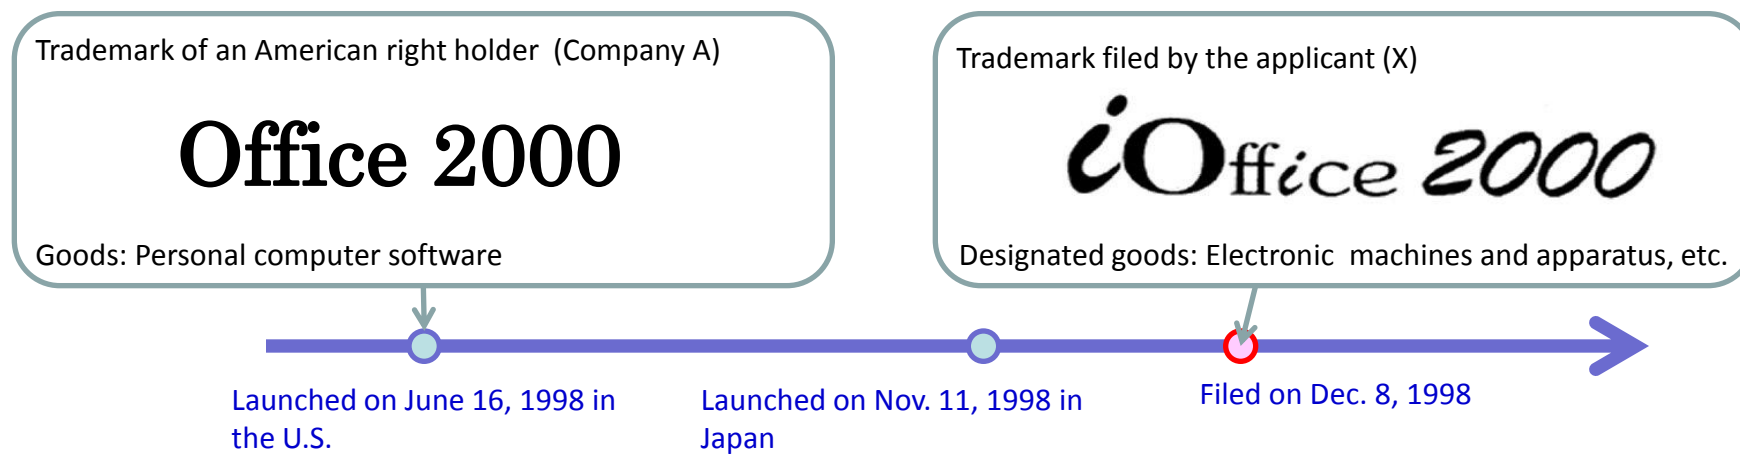 Trademark of an American right holder (Company A)
Office 2000
Goods: Personal computer software
Trademark filed by the applicant (X)
iOffice 2000
Designated goods: Electronic machines and apparatus, etc.
Launched on June 16, 1998 in
the U.S.
Launched on Nov. 11, 1998 in
Japan
Filed on Dec. 8, 1998